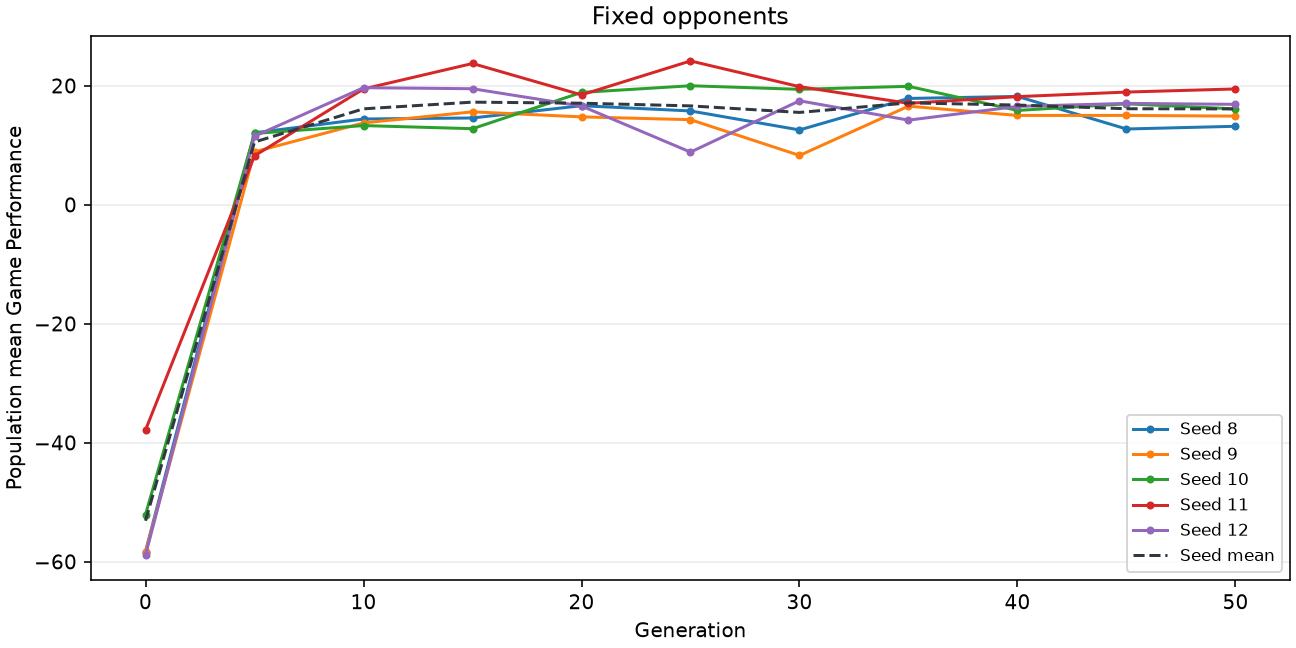 Fixed opponents
Population mean Game Performance
20
0
−20
−40
−60
0
10
20
30
40
50
Generation
Seed 8
Seed 9
Seed 10
Seed 11
Seed 12
Seed mean